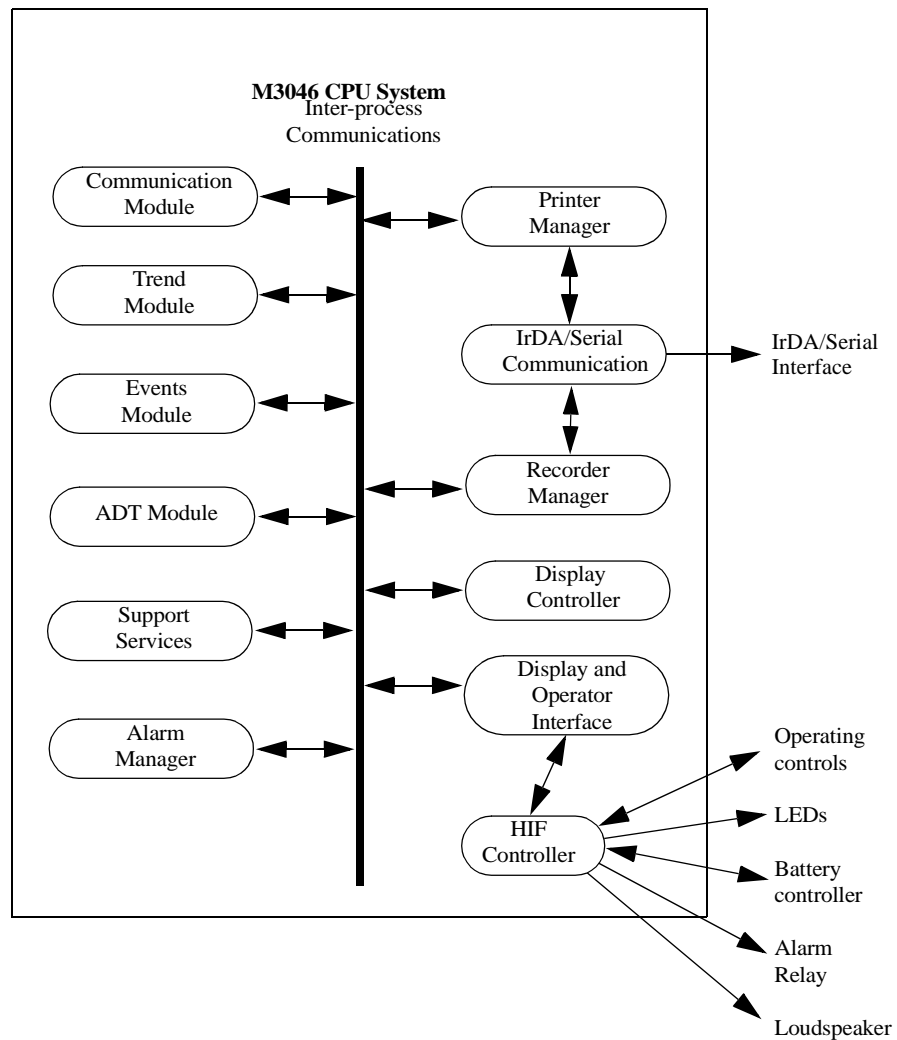 M3046 CPU System
Inter-process
Communications
Communication
Module
Trend
Module
Events
Module
ADT Module
Support
Services
Alarm
Manager
Printer
Manager
IrDA/Serial
Communication
Recorder
Manager
Display
Controller
Display and
Operator
Interface
HIF
Controller
IrDA/Serial
Interface
Operating
controls
LEDs
Battery
controller
Alarm
Relay
Loudspeaker